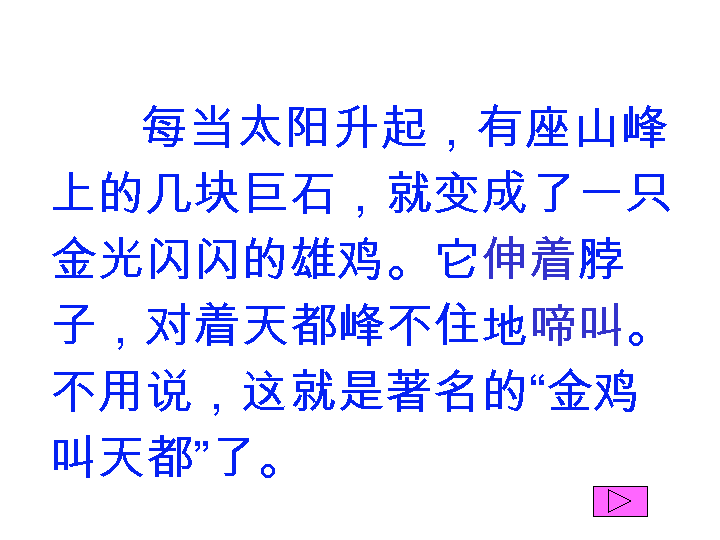 每当太阳升起，有座山峰
上的几块巨石，就变成了一只
金光闪闪的雄鸡。它伸着脖
子，对着天都峰不住地啼叫。
不用说，这就是著名的“金鸡
叫天都”了。